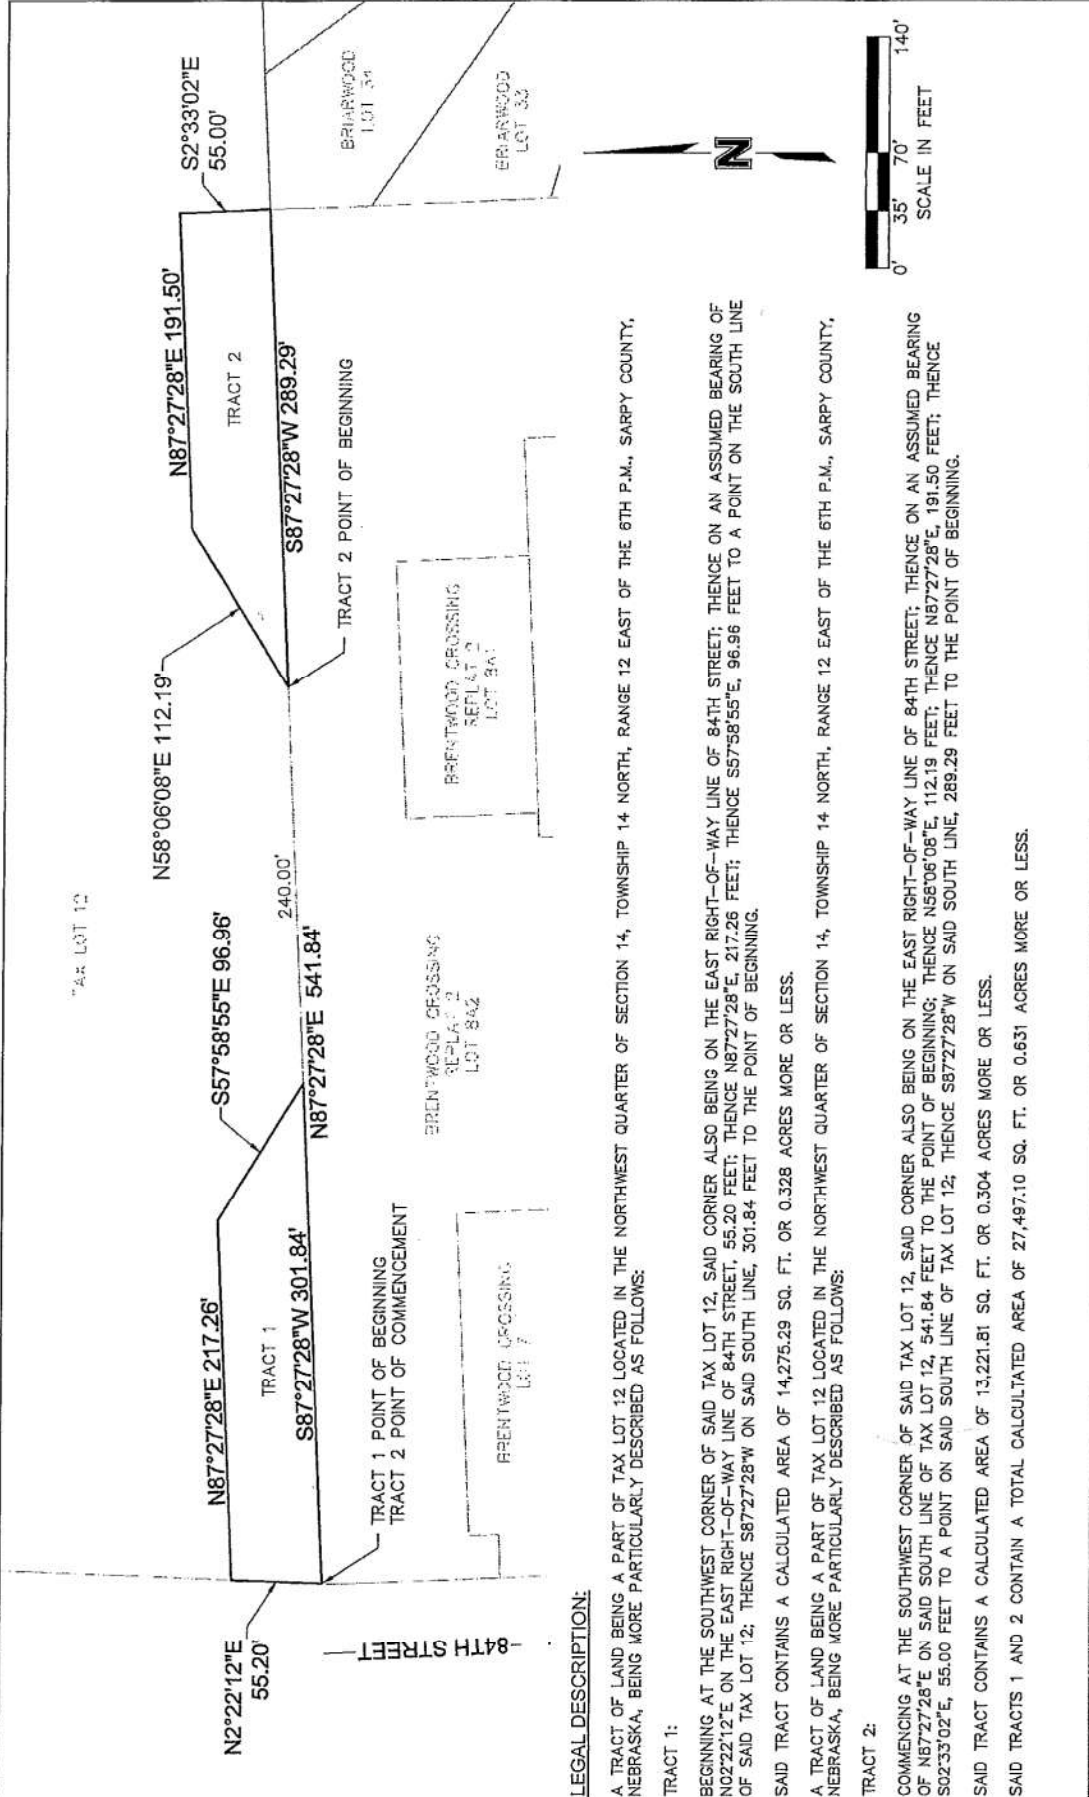 TAX LOT 12
N58°06'08"E 112.19'
N87°27'28"E 191.50'
S2°33'02"E
55.00'
TRACT 2
S87°27'28"W 289.29'
TRACT 2 POINT OF BEGINNING
BRIARWOOD
LOT 34
BRIARWOOD
LOT 33
S57°58'55"E 96.96'
240.00'
N87°27'28"E 541.84'
N87°27'28"E 217.26'
TRACT 1
S87°27'28"W 301.84'
N2°22'12"E
55.20'
TRACT 1 POINT OF BEGINNING
TRACT 2 POINT OF COMMENCEMENT
84TH STREET
BRENTWOOD CROSSING
LOT 7
BRENTWOOD CROSSING
REPLAT 2
LOT 8A2
BRENTWOOD CROSSING
REPLAT 2
LOT 8A1
N
0' 35' 70' 140'
SCALE IN FEET
LEGAL DESCRIPTION:
A TRACT OF LAND BEING A PART OF TAX LOT 12 LOCATED IN THE NORTHWEST QUARTER OF SECTION 14, TOWNSHIP 14 NORTH, RANGE 12 EAST OF THE 6TH P.M., SARPY COUNTY,
NEBRASKA, BEING MORE PARTICULARLY DESCRIBED AS FOLLOWS:
TRACT 1:
BEGINNING AT THE SOUTHWEST CORNER OF SAID TAX LOT 12, SAID CORNER ALSO BEING ON THE EAST RIGHT-OF-WAY LINE OF 84TH STREET; THENCE ON AN ASSUMED BEARING OF
N02°22'12"E ON THE EAST RIGHT-OF-WAY LINE OF 84TH STREET, 55.20 FEET; THENCE N87°27'28"E, 217.26 FEET; THENCE S57°58'55"E, 96.96 FEET TO A POINT ON THE SOUTH LINE
OF SAID TAX LOT 12; THENCE S87°27'28"W ON SAID SOUTH LINE, 301.84 FEET TO THE POINT OF BEGINNING.
SAID TRACT CONTAINS A CALCULATED AREA OF 14,275.29 SQ. FT. OR 0.328 ACRES MORE OR LESS.
A TRACT OF LAND BEING A PART OF TAX LOT 12 LOCATED IN THE NORTHWEST QUARTER OF SECTION 14, TOWNSHIP 14 NORTH, RANGE 12 EAST OF THE 6TH P.M., SARPY COUNTY,
NEBRASKA, BEING MORE PARTICULARLY DESCRIBED AS FOLLOWS:
TRACT 2:
COMMENCING AT THE SOUTHWEST CORNER OF SAID TAX LOT 12, SAID CORNER ALSO BEING ON THE EAST RIGHT-OF-WAY LINE OF 84TH STREET; THENCE ON AN ASSUMED BEARING
OF N87°27'28"E ON SAID SOUTH LINE OF TAX LOT 12, 541.84 FEET TO THE POINT OF BEGINNING; THENCE N58°06'08"E, 112.19 FEET; THENCE N87°27'28"E, 191.50 FEET; THENCE
S02°33'02"E, 55.00 FEET TO A POINT ON SAID SOUTH LINE OF TAX LOT 12; THENCE S87°27'28"W ON SAID SOUTH LINE, 289.29 FEET TO THE POINT OF BEGINNING.
SAID TRACT CONTAINS A CALCULATED AREA OF 13,221.81 SQ. FT. OR 0.304 ACRES MORE OR LESS.
SAID TRACTS 1 AND 2 CONTAIN A TOTAL CALCULTATED AREA OF 27,497.10 SQ. FT. OR 0.631 ACRES MORE OR LESS.